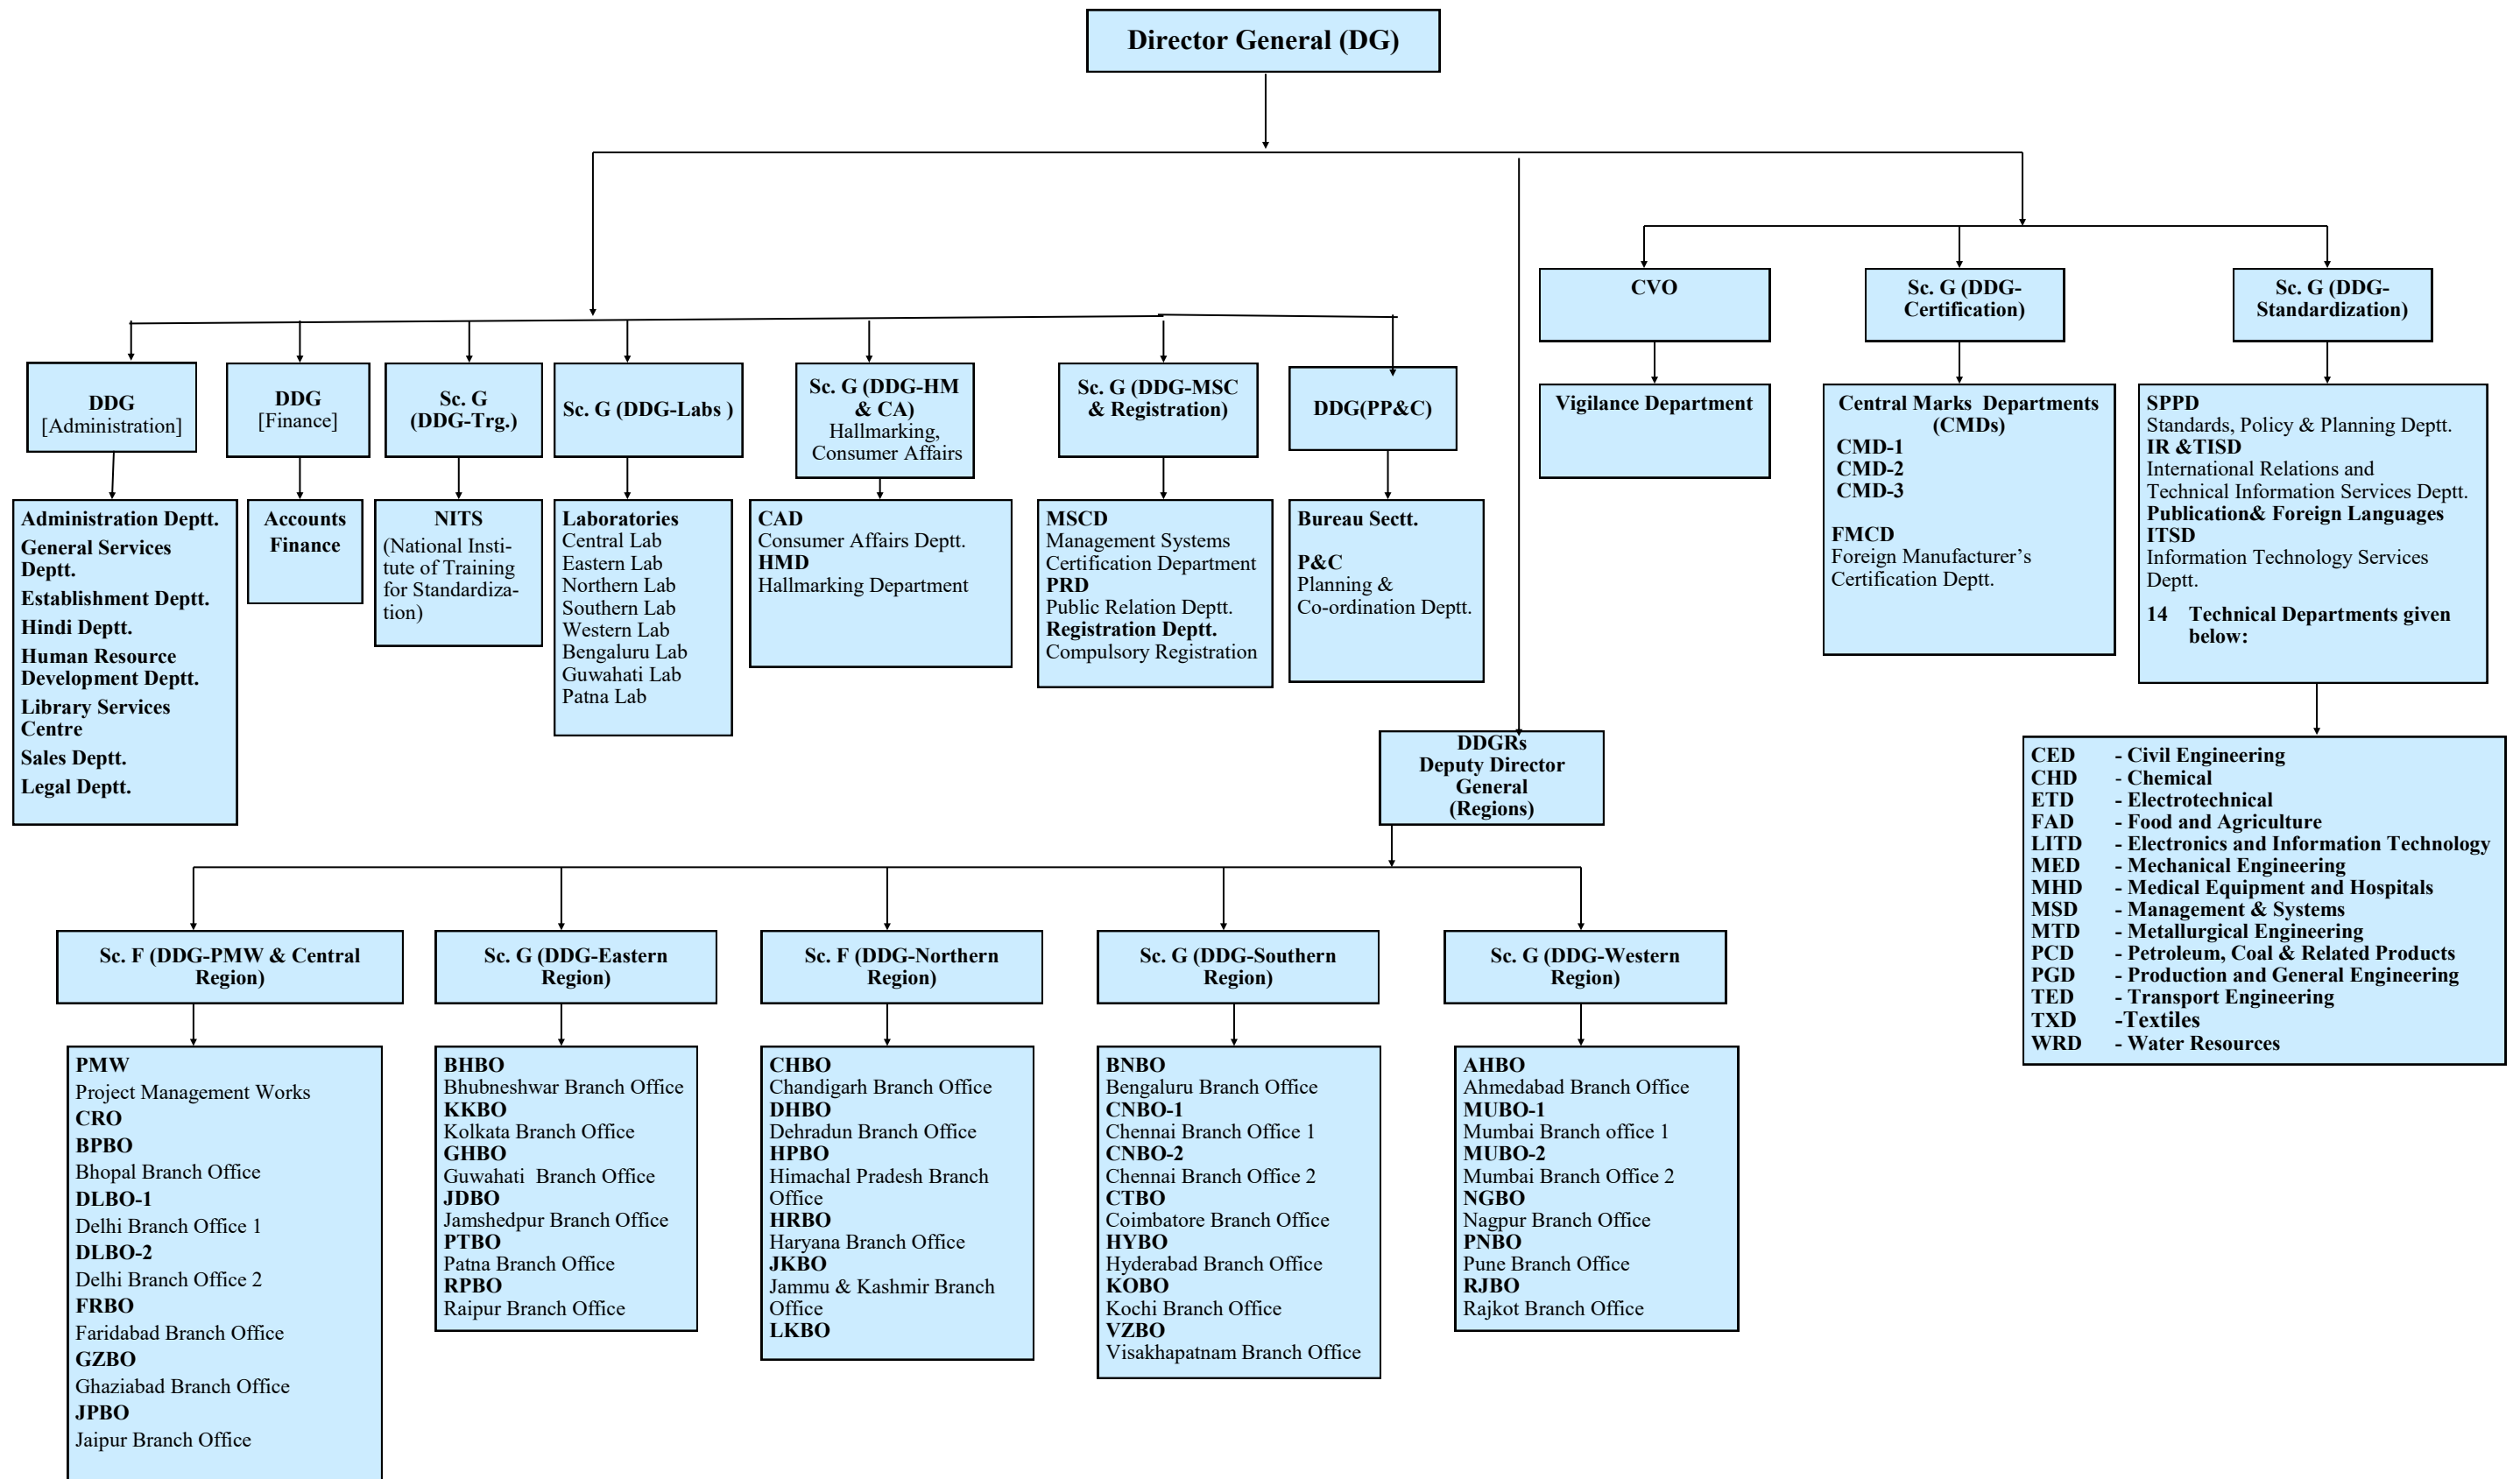 Director General (DG)
CVO
Sc. G (DDG-
Certification)
Sc. G (DDG-
Standardization)
DDG
[Administration]
DDG
[Finance]
Sc. G
(DDG-Trg.)
Sc. G (DDG-Labs )
Sc. G (DDG-HM
& CA)
Hallmarking,
Consumer Affairs
Sc. G (DDG-MSC
& Registration)
DDG(PP&C)
Vigilance Department
Central Marks  Departments
(CMDs)
CMD-1
CMD-2
CMD-3
FMCD
Foreign Manufacturer’s
Certification Deptt.
SPPD
Standards, Policy & Planning Deptt.
IR &TISD
International Relations and
Technical Information Services Deptt.
Publication& Foreign Languages
ITSD
Information Technology Services
Deptt.
14 Technical Departments given
below:
Administration Deptt.
General Services
Deptt.
Establishment Deptt.
Hindi Deptt.
Human Resource
Development Deptt.
Library Services
Centre
Sales Deptt.
Legal Deptt.
Accounts
Finance
NITS
(National Insti-
tute of Training
for Standardiza-
tion)
Laboratories
Central Lab
Eastern Lab
Northern Lab
Southern Lab
Western Lab
Bengaluru Lab
Guwahati Lab
Patna Lab
CAD
Consumer Affairs Deptt.
HMD
Hallmarking Department
MSCD
Management Systems
Certification Department
PRD
Public Relation Deptt.
Registration Deptt.
Compulsory Registration
Bureau Sectt.
P&C
Planning &
Co-ordination Deptt.
DDGRs
Deputy Director
General
(Regions)
CED - Civil Engineering
CHD - Chemical
ETD - Electrotechnical
FAD - Food and Agriculture
LITD - Electronics and Information Technology
MED - Mechanical Engineering
MHD - Medical Equipment and Hospitals
MSD - Management & Systems
MTD - Metallurgical Engineering
PCD - Petroleum, Coal & Related Products
PGD - Production and General Engineering
TED - Transport Engineering
TXD -Textiles
WRD - Water Resources
Sc. F (DDG-PMW & Central
Region)
Sc. G (DDG-Eastern
Region)
Sc. F (DDG-Northern
Region)
Sc. G (DDG-Southern
Region)
Sc. G (DDG-Western
Region)
PMW
Project Management Works
CRO
BPBO
Bhopal Branch Office
DLBO-1
Delhi Branch Office 1
DLBO-2
Delhi Branch Office 2
FRBO
Faridabad Branch Office
GZBO
Ghaziabad Branch Office
JPBO
Jaipur Branch Office
BHBO
Bhubneshwar Branch Office
KKBO
Kolkata Branch Office
GHBO
Guwahati  Branch Office
JDBO
Jamshedpur Branch Office
PTBO
Patna Branch Office
RPBO
Raipur Branch Office
CHBO
Chandigarh Branch Office
DHBO
Dehradun Branch Office
HPBO
Himachal Pradesh Branch
Office
HRBO
Haryana Branch Office
JKBO
Jammu & Kashmir Branch
Office
LKBO
BNBO
Bengaluru Branch Office
CNBO-1
Chennai Branch Office 1
CNBO-2
Chennai Branch Office 2
CTBO
Coimbatore Branch Office
HYBO
Hyderabad Branch Office
KOBO
Kochi Branch Office
VZBO
Visakhapatnam Branch Office
AHBO
Ahmedabad Branch Office
MUBO-1
Mumbai Branch office 1
MUBO-2
Mumbai Branch Office 2
NGBO
Nagpur Branch Office
PNBO
Pune Branch Office
RJBO
Rajkot Branch Office